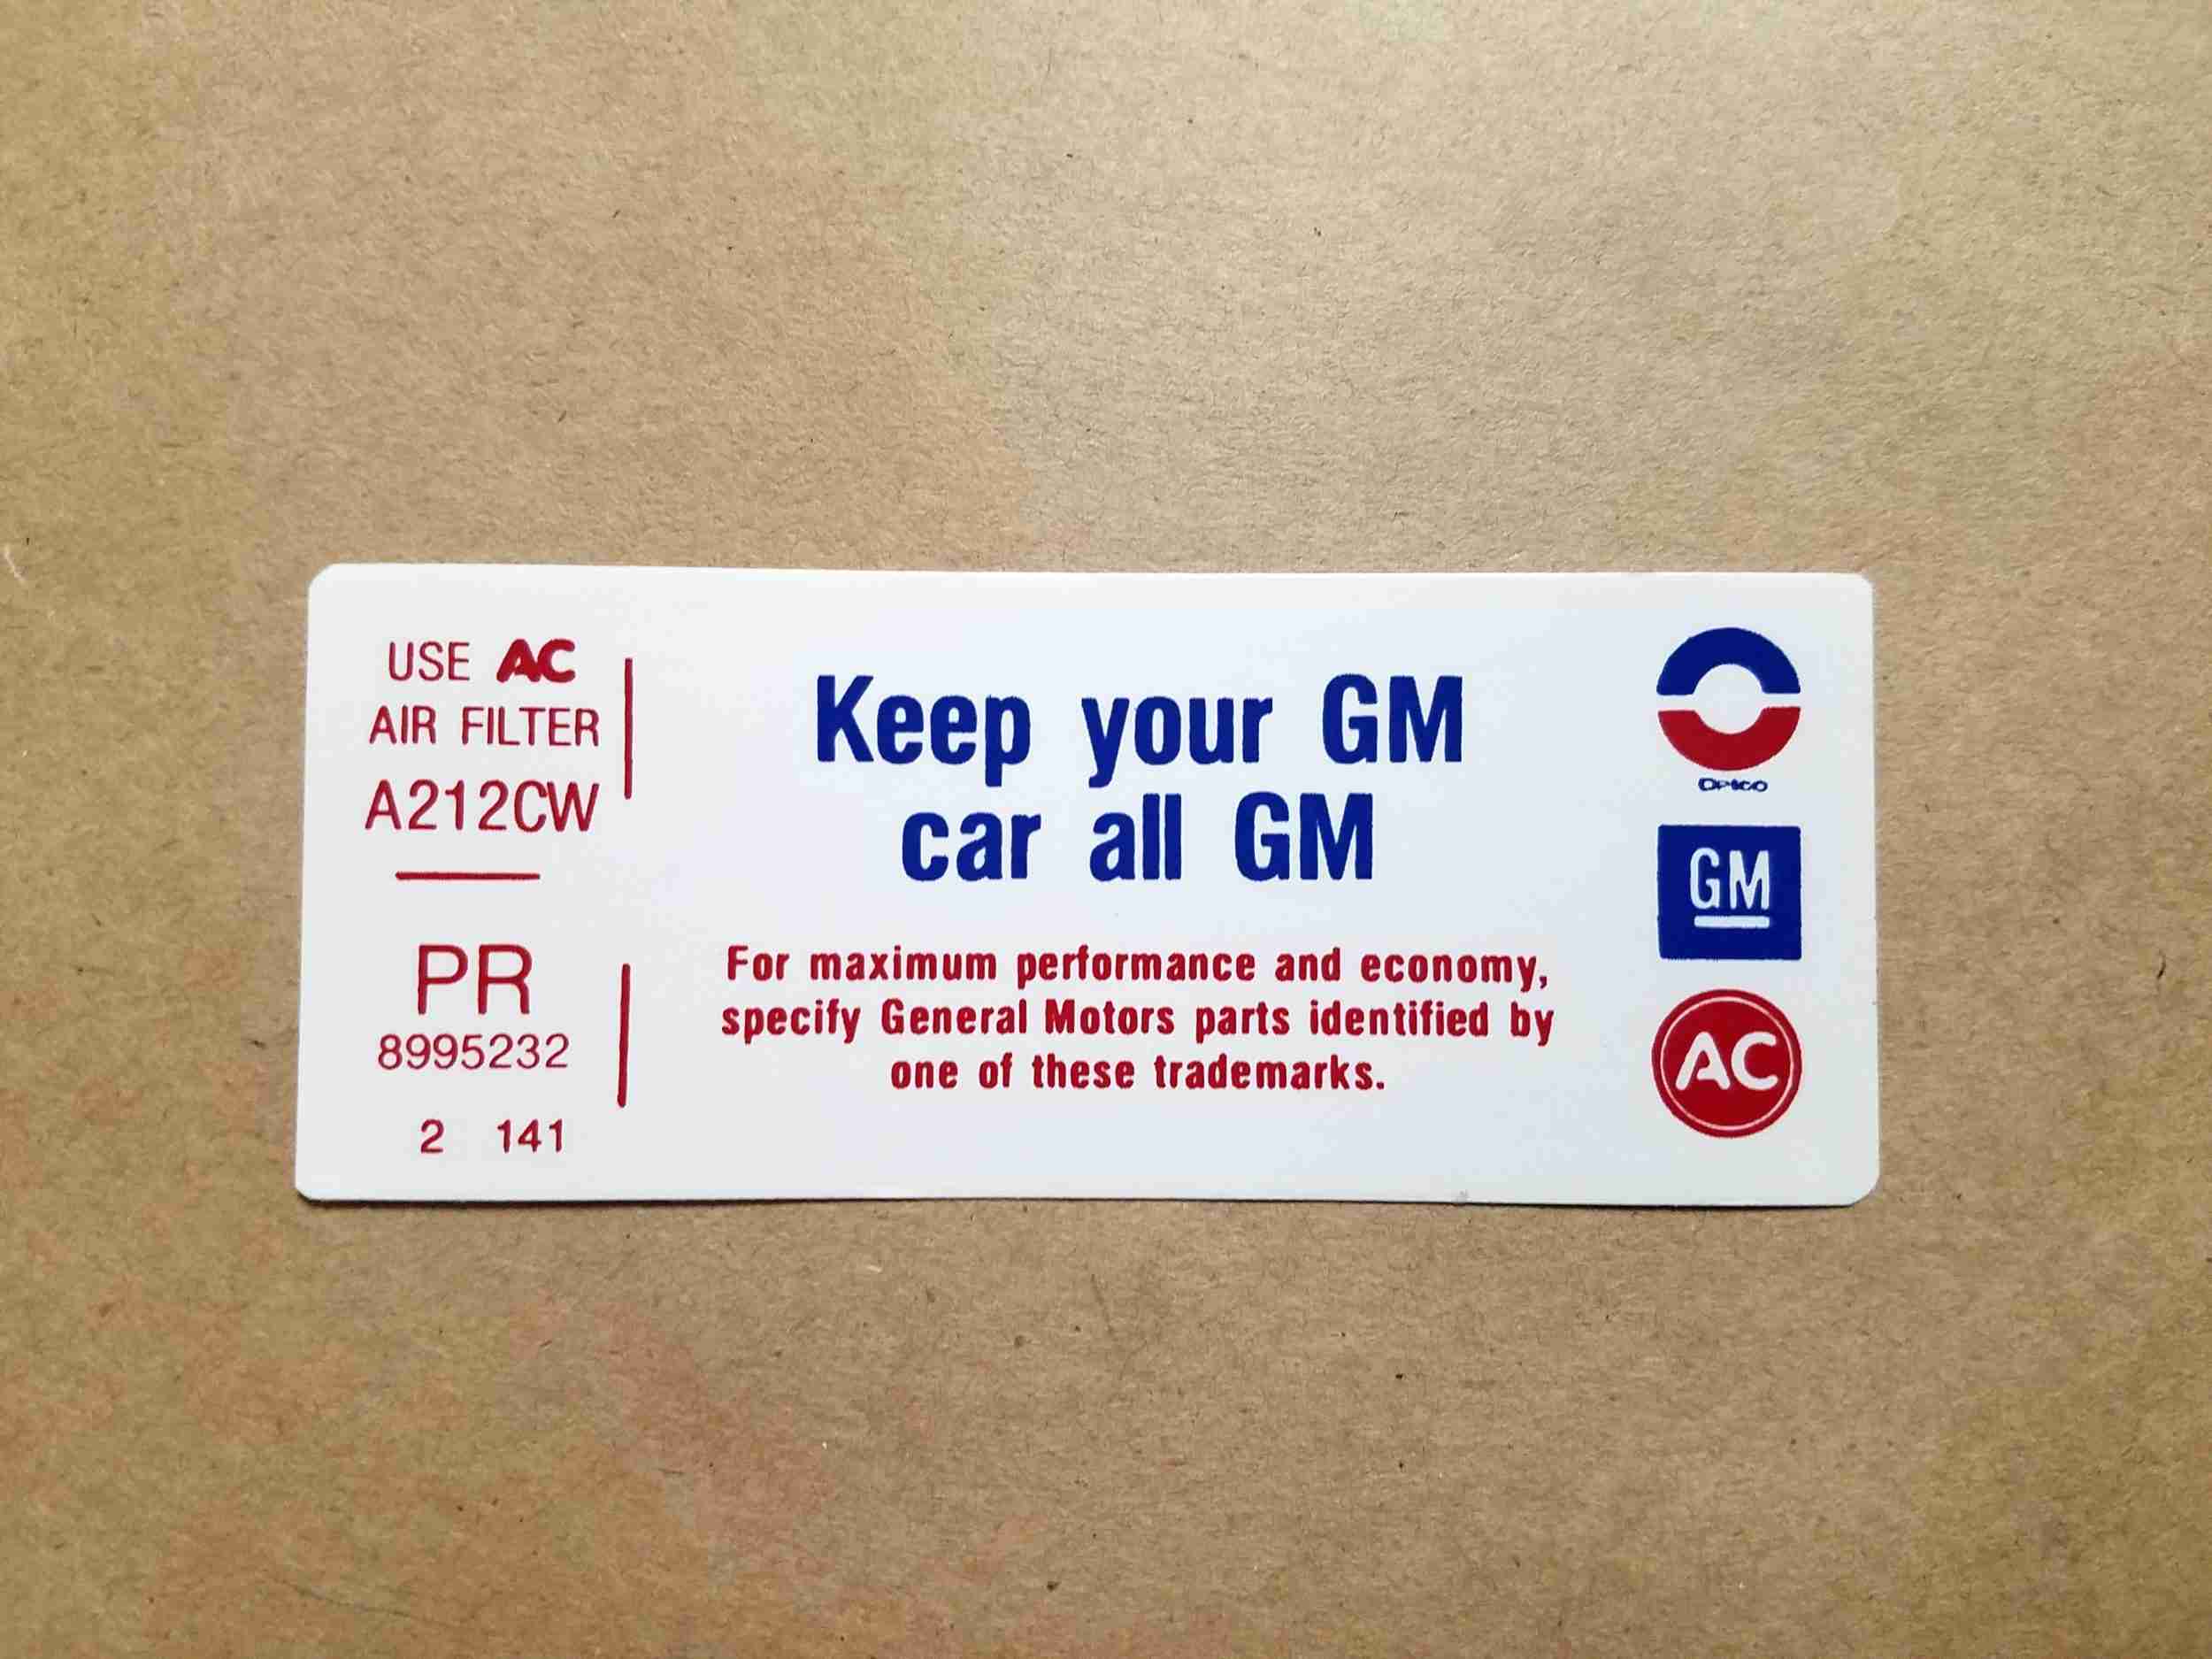 USE AC
AIR FILTER
A212CW
PR
8995232
2 141
Keep your GM
car all GM
For maximum performance and economy,
specify General Motors parts identified by
one of these trademarks.
GM
AC